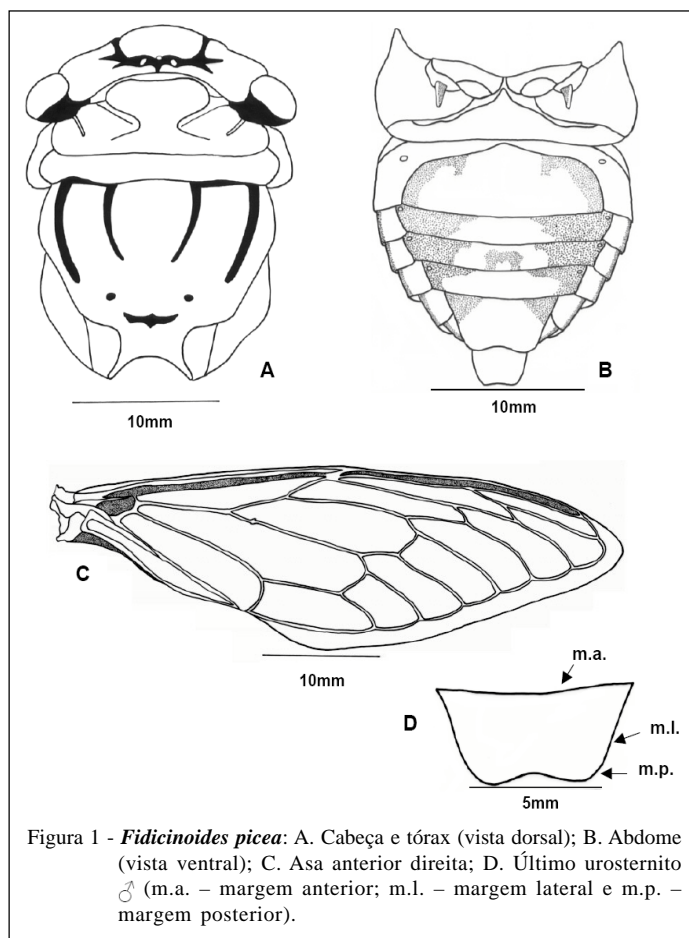 A
B
10mm
10mm
C
10mm
m.a.
D
m.l.
m.p.
5mm
Figura 1 - Fidicinoides picea: A. Cabeça e tórax (vista dorsal); B. Abdome
(vista ventral); C. Asa anterior direita; D. Último urosternito
♂ (m.a. – margem anterior; m.l. – margem lateral e m.p. –
margem posterior).